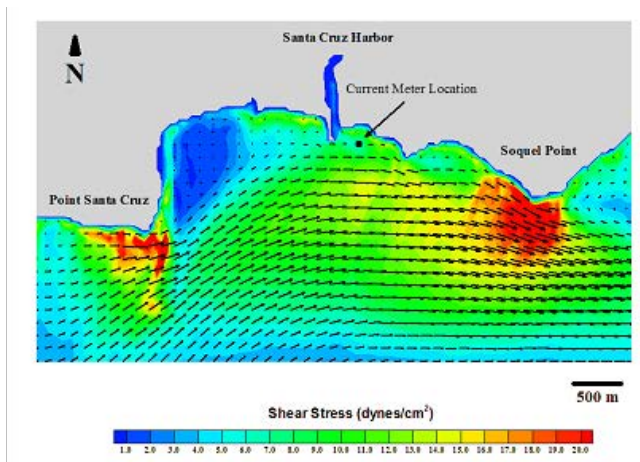 Santa Cruz Harbor
N
Current Meter Location
Soquel Point
Point Santa Cruz
500 m
Shear Stress (dynes/cm²)
1.0 2.0 3.0 4.0 5.0 6.0 7.0 8.0 9.0 10.0 11.0 12.0 13.0 14.0 15.0 16.0 17.0 18.0 19.0 20.0